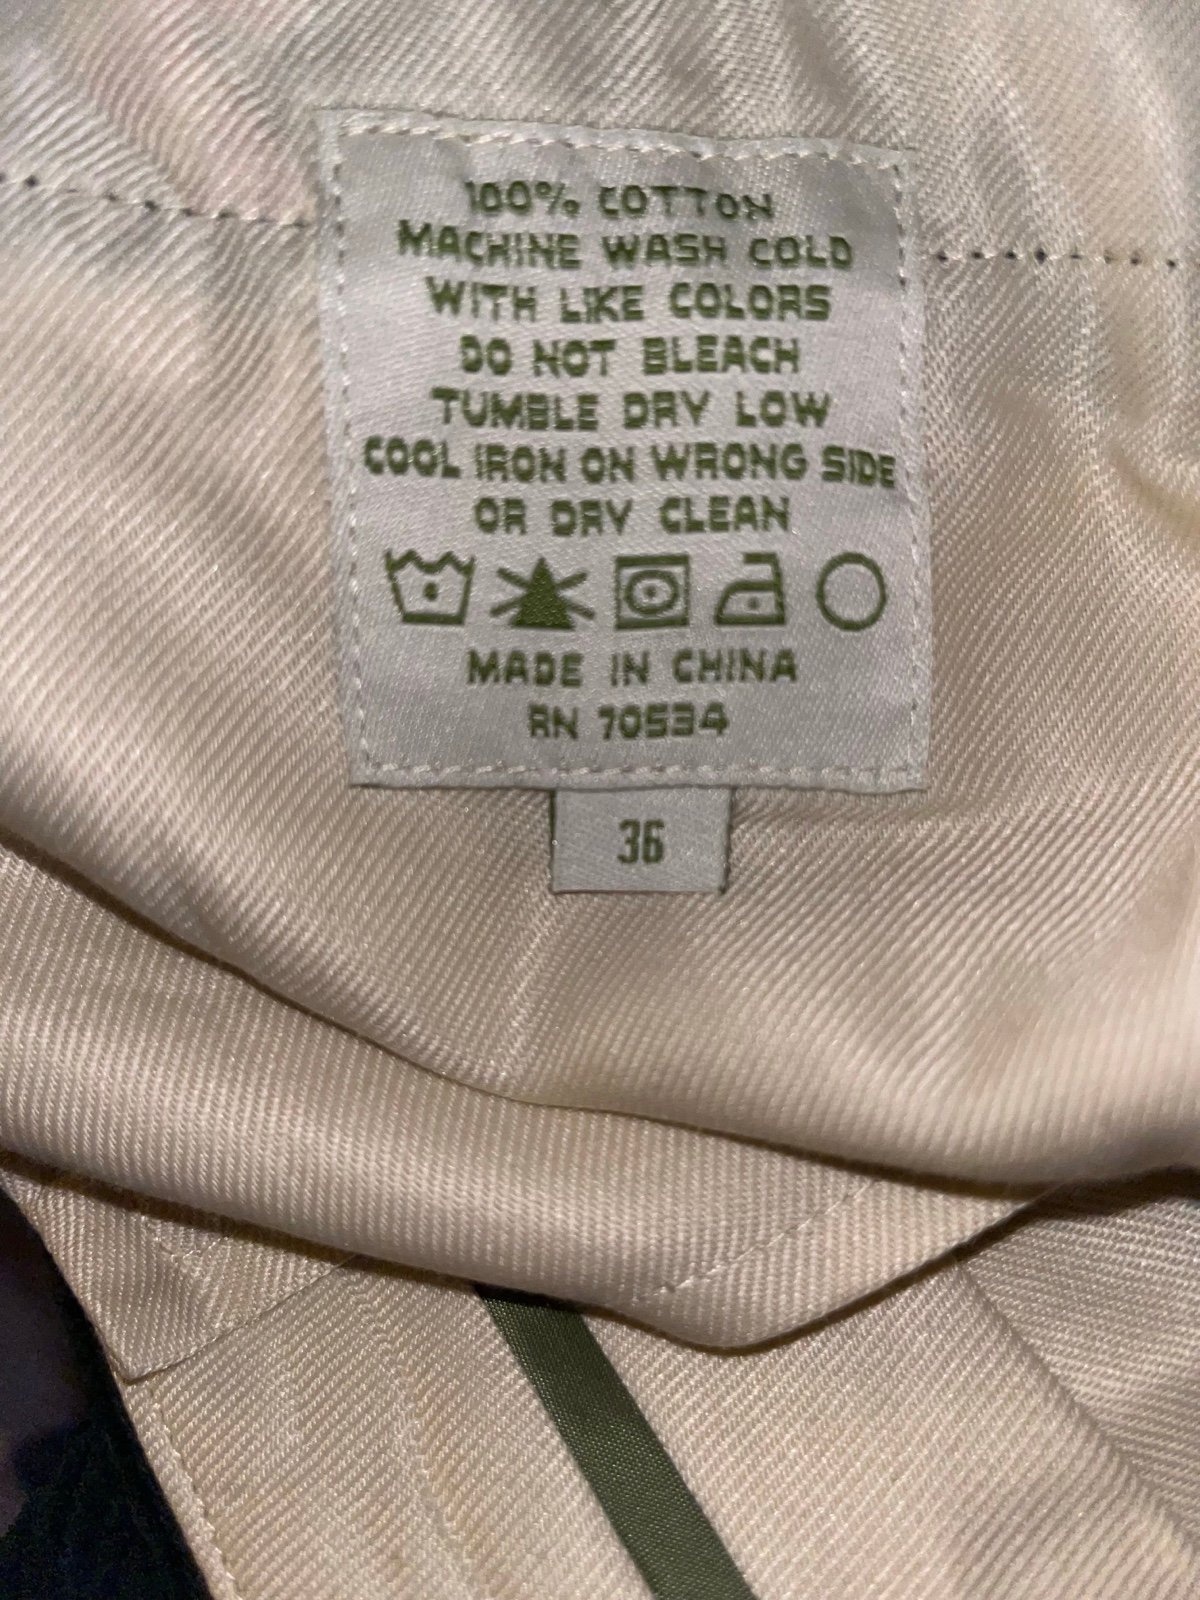 100% COTTON
MACHINE WASH COLD
WITH LIKE COLORS
DO NOT BLEACH
TUMBLE DRY LOW
COOL IRON ON WRONG SIDE
OR DRY CLEAN
MADE IN CHINA
RN 70534
36